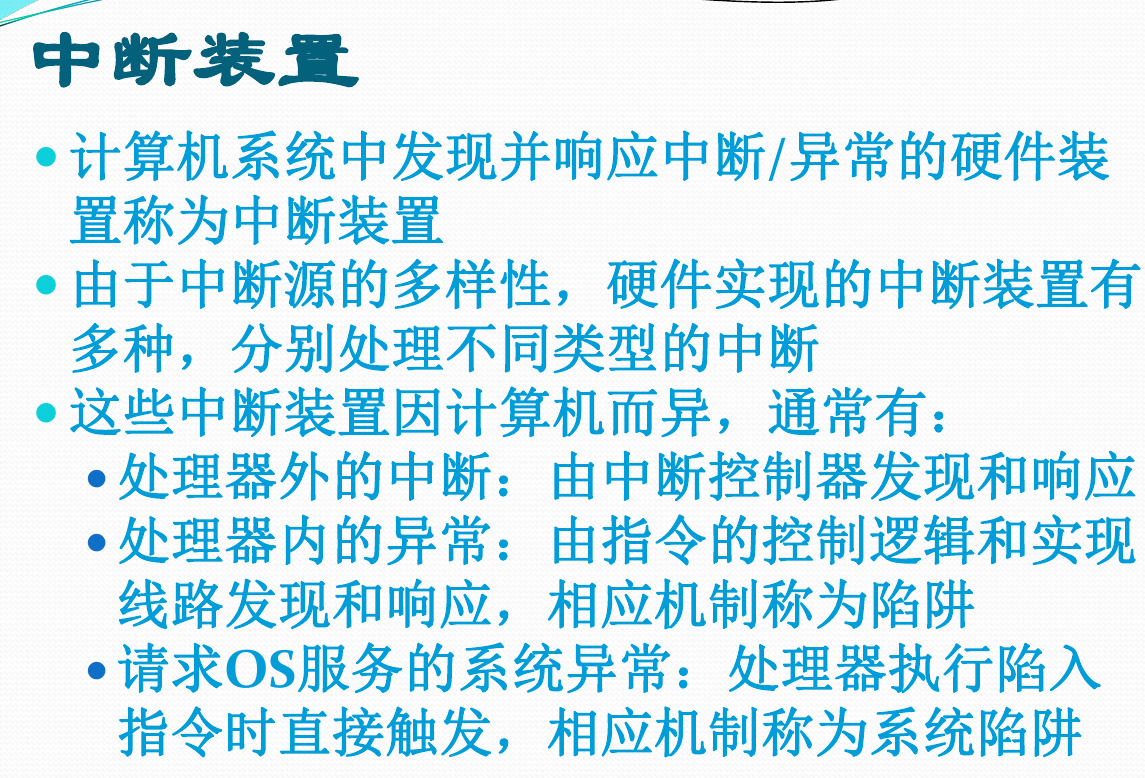 中断装置
计算机系统中发现并响应中断/异常的硬件装
置称为中断装置
由于中断源的多样性，硬件实现的中断装置有
多种，分别处理不同类型的中断
这些中断装置因计算机而异，通常有：
处理器外的中断：由中断控制器发现和响应
处理器内的异常：由指令的控制逻辑和实现
线路发现和响应，相应机制称为陷阱
请求OS服务的系统异常：处理器执行陷入
指令时直接触发，相应机制称为系统陷阱